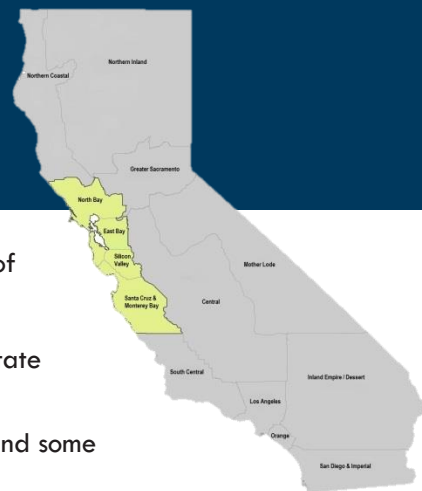 Northern Inland
Northern Coastal
Greater Sacramento
North Bay
East Bay
Silicon
Valley
Mother Lode
Santa Cruz &
Monterey Bay
Central
South Central
Inland Empire / Dessert
Los Angeles
Orange
San Diego & Imperial
of
rate
nd some